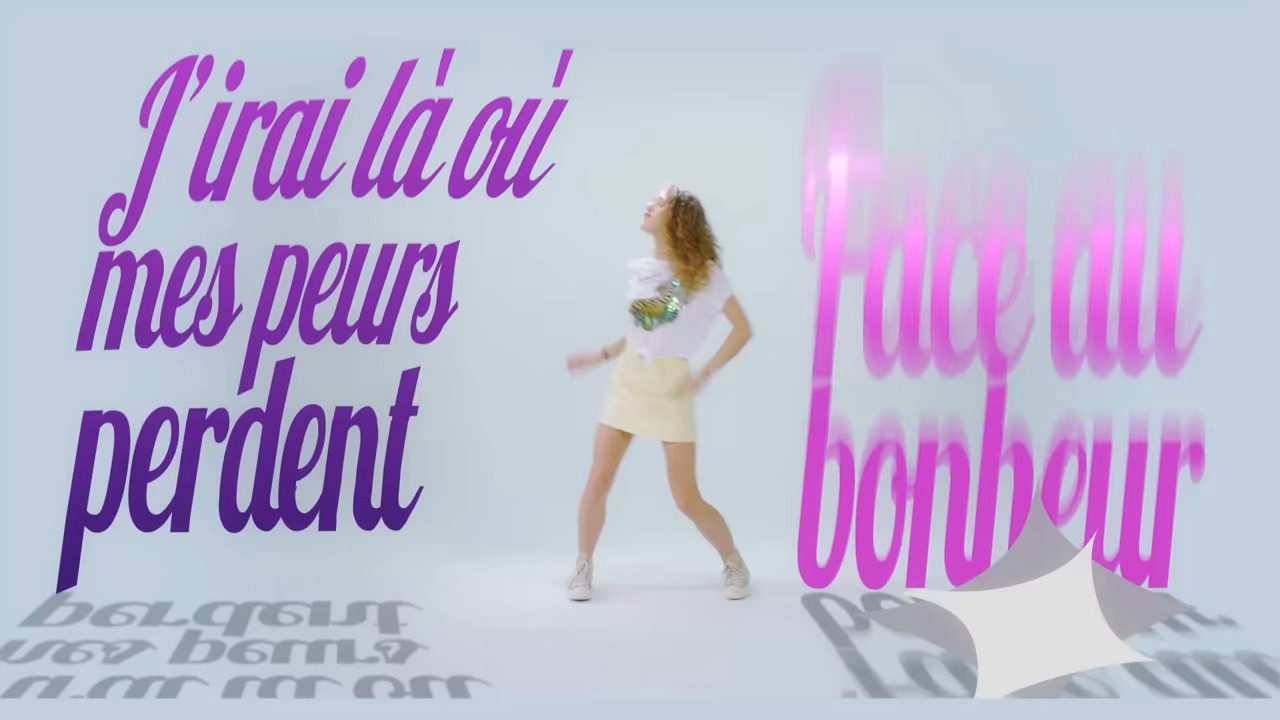 J'irai là où
mes peurs
perdent
Face au
bonheur